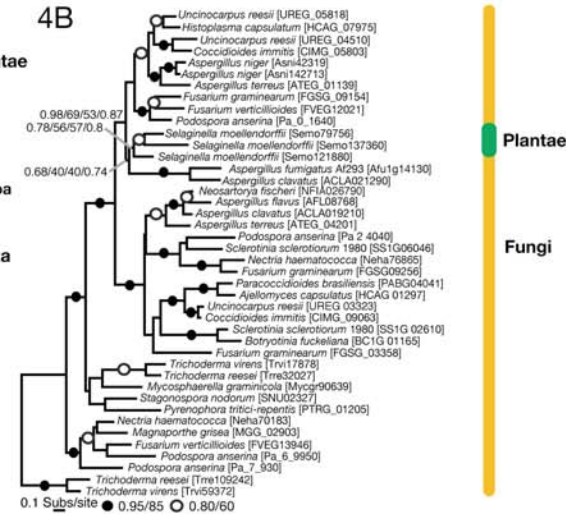 4B
Uncinocarpus reesii [UREG_05818]
Histoplasma capsulatum [HCAG_07975]
Uncinocarpus reesii [UREG_04510]
Coccidioides immitis [CIMG_05803]
tae
Aspergillus niger [Asni42319]
Aspergillus niger [Asni142713]
Aspergillus terreus [ATEG_01139]
Fusarium graminearum [FGSG_09154]
Fusarium verticillioides [FVEG12021]
0.98/69/53/0.87
Podospora anserina [Pa_0_1640]
0.78/56/57/0.8
Selaginella moellendorffii [Semo79756]
Selaginella moellendorffii [Semo137360]
Plantae
Selaginella moellendorffii [Semo121880]
0.68/40/40/0.74
Aspergillus fumigatus Af293 [Afu1g14130]
Aspergillus clavatus [ACLA021290]
pa
Neosartorya fischeri [NFIA026790]
Aspergillus flavus [AFL08768]
Aspergillus clavatus [ACLA019210]
Aspergillus terreus [ATEG_04201]
Podospora anserina [Pa 2 4040]
Fungi
Sclerotinia sclerotiorum 1980 [SS1G06046]
a
Nectria haematococca [Neha76865]
Fusarium graminearum [FGSG09256]
Paracoccidioides brasiliensis [PABG04041]
Ajellomyces capsulatus [HCAG 01297]
Uncinocarpus reesii [UREG 03323]
Coccidioides immitis [CIMG_09063]
Sclerotinia sclerotiorum 1980 [SS1G 02610]
Botryotinia fuckeliana [BC1G 01165]
Fusarium graminearum [FGSG_03358]
Trichoderma virens [Trvi17878]
Trichoderma reesei [Trre32027]
Mycosphaerella graminicola [Mycgr90639]
Stagonospora nodorum [SNU02327]
Pyrenophora tritici-repentis [PTRG_01205]
Nectria haematococca [Neha70183]
Magnaporthe grisea [MGG_02903]
Fusarium verticillioides [FVEG13946]
Podospora anserina [Pa_6_9950]
Podospora anserina [Pa_7_930]
Trichoderma reesei [Trre109242]
Trichoderma virens [Trvi59372]
0.1 Subs/site 0.95/85 0.80/60